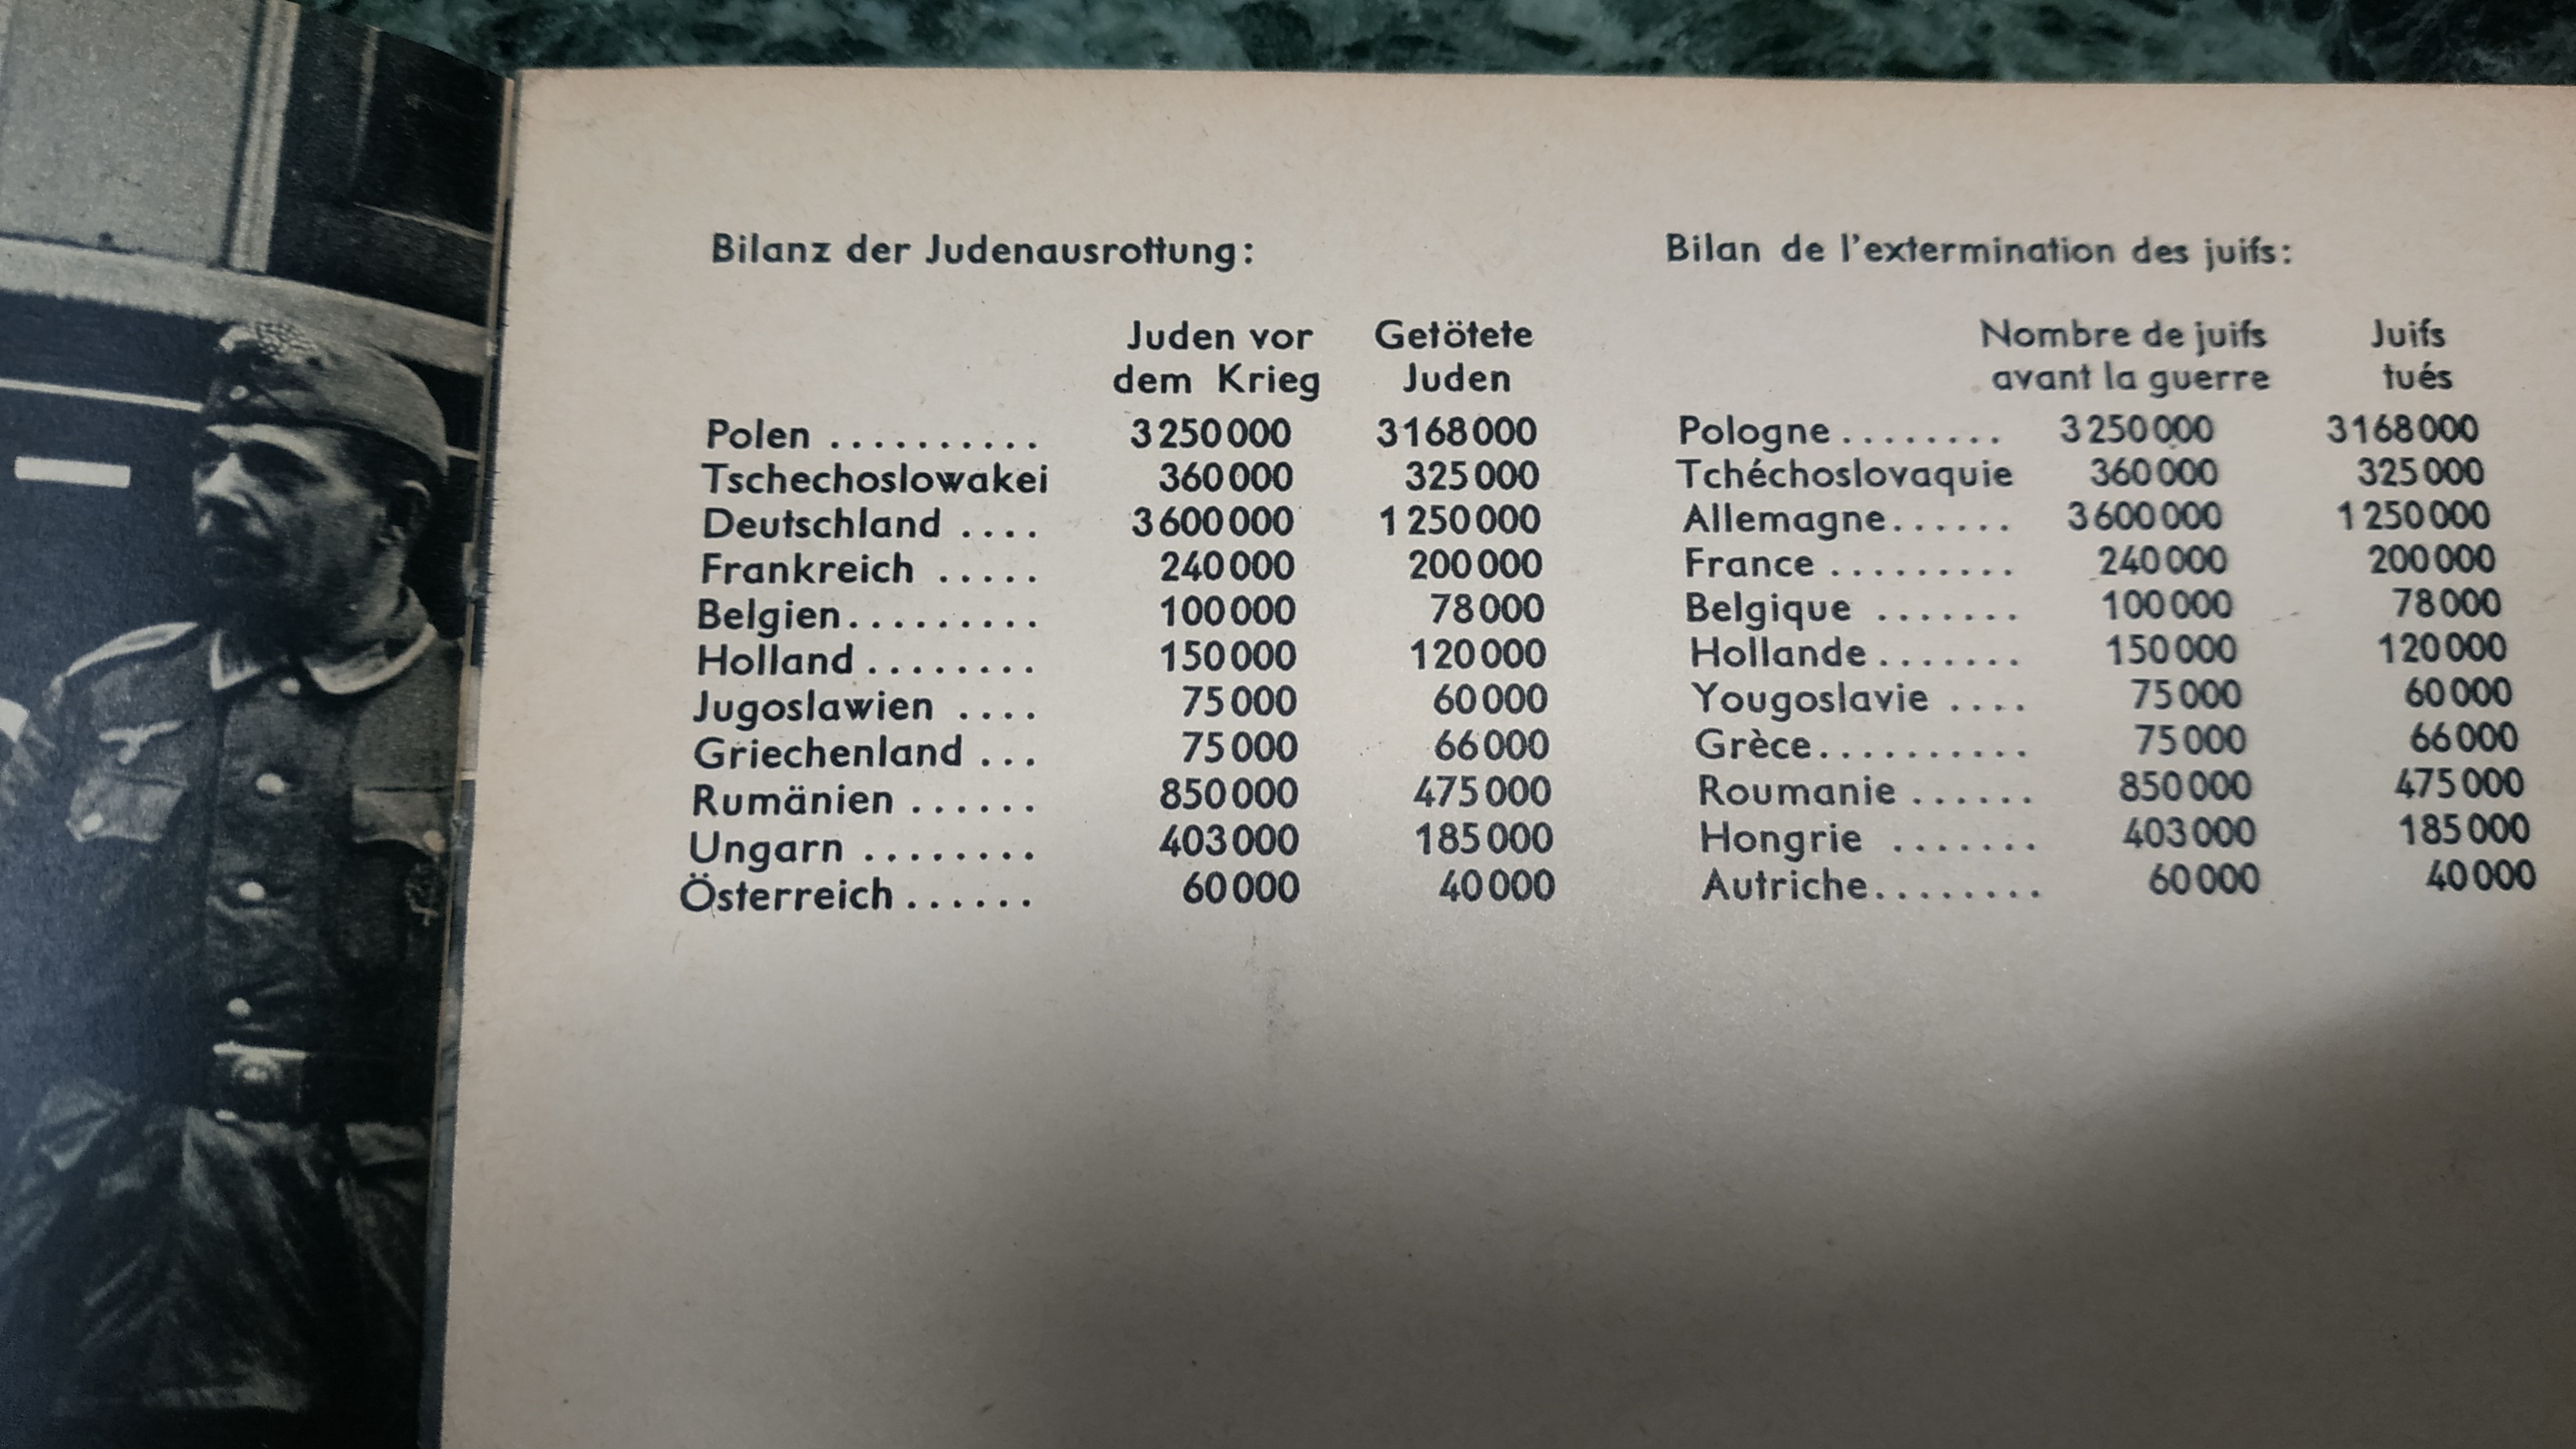 Bilanz der Judenausrottung:
Juden vor Getötete
dem Krieg Juden
Polen .......... 3250000 3168000
Tschechoslowakei 360000 325000
Deutschland .... 3600000 1250000
Frankreich ..... 240000 200000
Belgien......... 100000 78000
Holland ........ 150000 120000
Jugoslawien .... 75000 60000
Griechenland ... 75000 66000
Rumänien ...... 850000 475000
Ungarn ........ 403000 185000
Österreich ...... 60000 40000
Bilan de l'extermination des juifs:
Nombre de juifs Juifs
avant la guerre tués
Pologne ........ 3250000 3168000
Tchéchoslovaquie 360000 325000
Allemagne...... 3600000 1250000
France ......... 240000 200000
Belgique ....... 100000 78000
Hollande ....... 150000 120000
Yougoslavie .... 75000 60000
Grèce.......... 75000 66000
Roumanie ...... 850000 475000
Hongrie ....... 403000 185000
Autriche........ 60000 40000